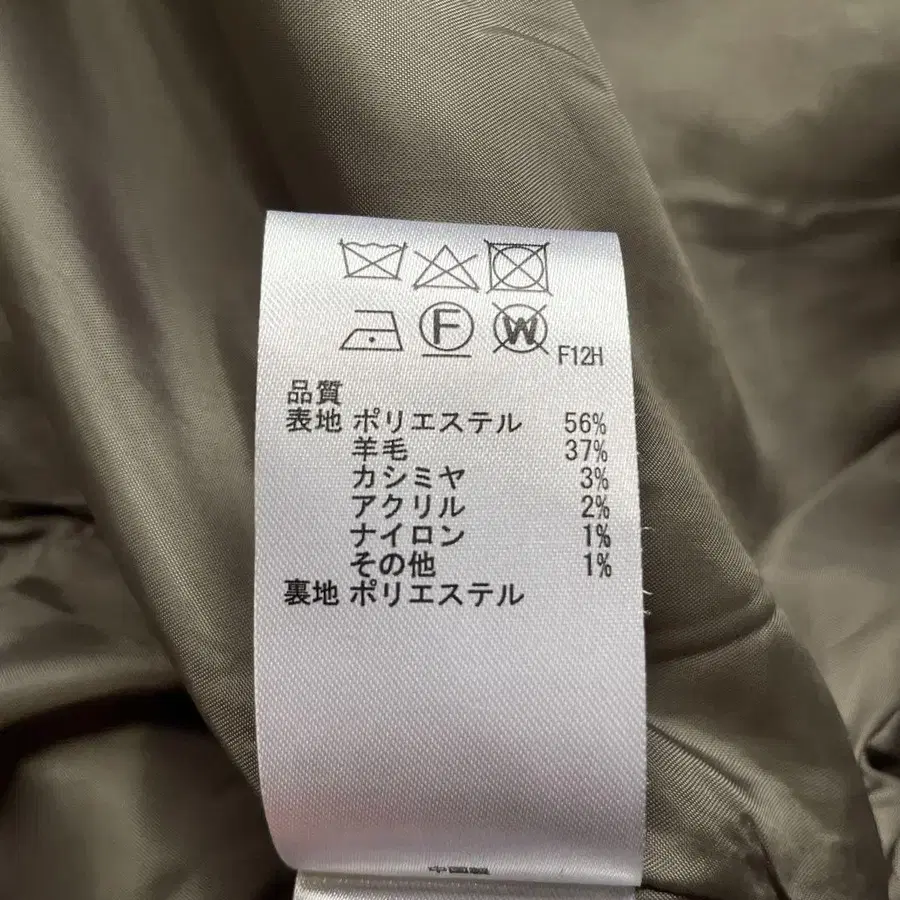 F W F12H
品質
表地 ポリエステル 56%
羊毛 37%
カシミヤ 3%
アクリル 2%
ナイロン 1%
その他 1%
裏地 ポリエステル